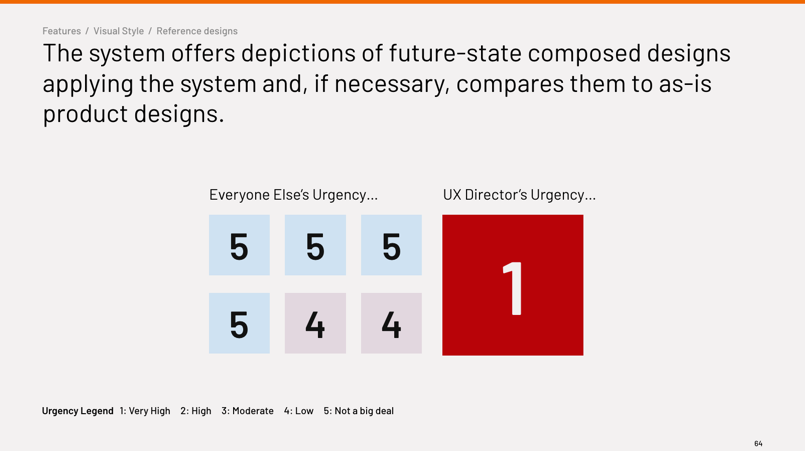 Features / Visual Style / Reference designs
The system offers depictions of future-state composed designs
applying the system and, if necessary, compares them to as-is
product designs.
Everyone Else's Urgency...
UX Director's Urgency...
5 5 5
5 4 4
1
Urgency Legend 1: Very High 2: High 3: Moderate 4: Low 5: Not a big deal
64